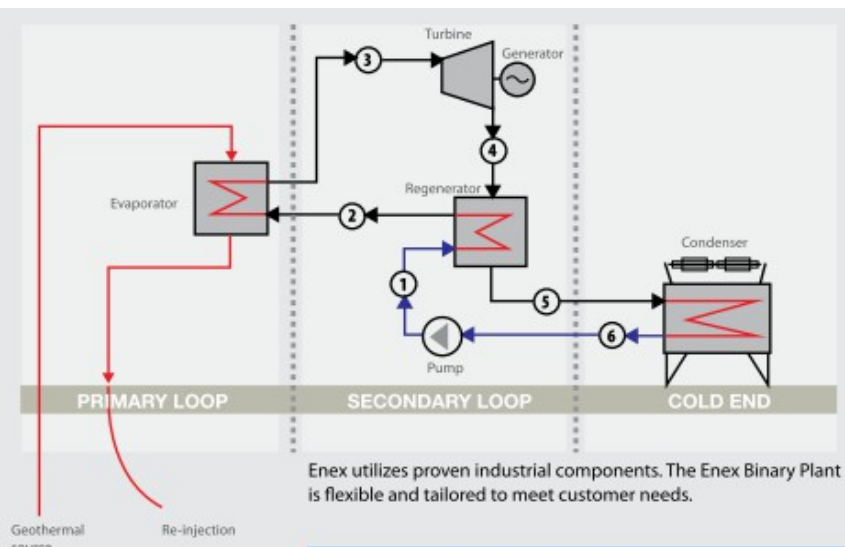 Turbine
Generator
3
4
Evaporator
Regenerator
2
Condenser
1
5
6
Pump
PRIMARY LOOP
SECONDARY LOOP
COLD END
Enex utilizes proven industrial components. The Enex Binary Plant
is flexible and tailored to meet customer needs.
Geothermal
Re-injection